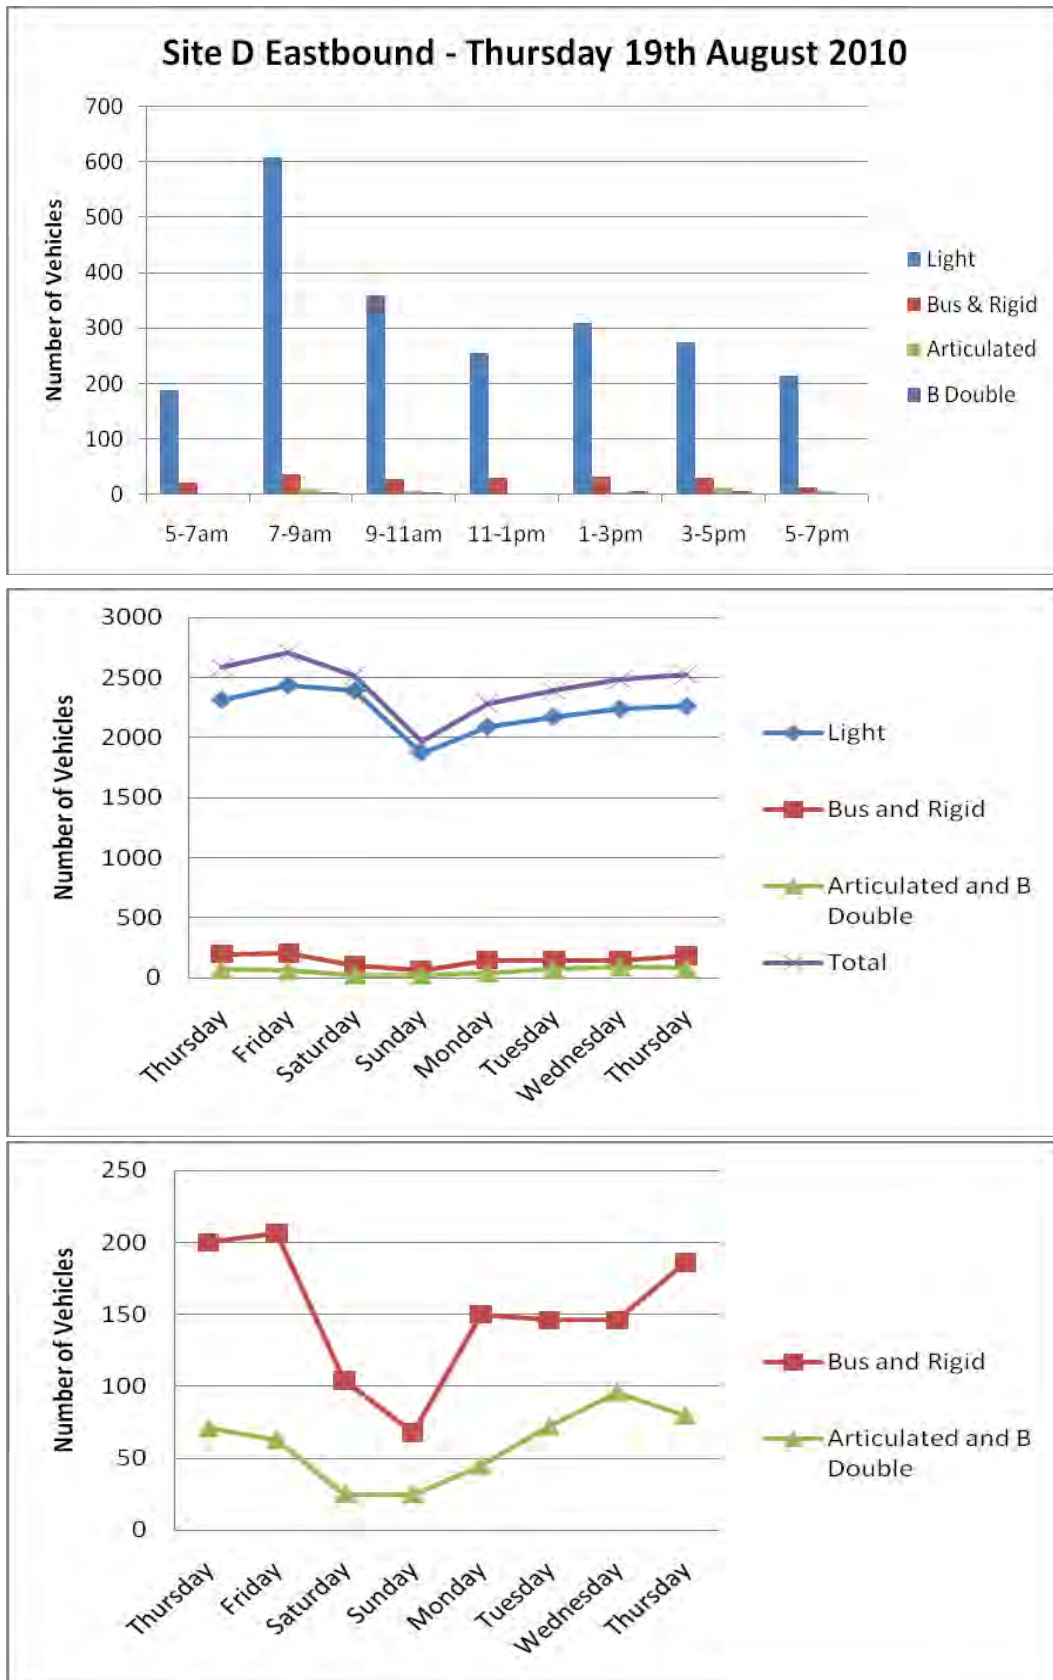 Site D Eastbound - Thursday 19th August 2010
Number of Vehicles
700
600
500
400
300
200
100
0
5-7am 7-9am 9-11am 11-1pm 1-3pm 3-5pm 5-7pm
Light
Bus & Rigid
Articulated
B Double
Number of Vehicles
3000
2500
2000
1500
1000
500
0
Thursday Friday Saturday Sunday Monday Tuesday Wednesday Thursday
Light
Bus and Rigid
Articulated and B
Double
Total
Number of Vehicles
250
200
150
100
50
0
Thursday Friday Saturday Sunday Monday Tuesday Wednesday Thursday
Bus and Rigid
Articulated and B
Double